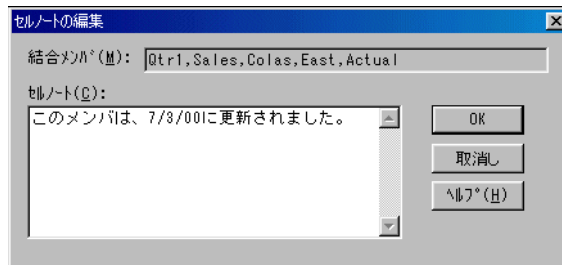 セルノートの編集
結合ﾒﾝﾊﾞ(M): Qtr1,Sales,Colas,East,Actual
ｾﾙﾉｰﾄ(C):
このメンバは、7/3/00に更新されました。
OK
取消し
ﾍﾙﾌﾟ(H)